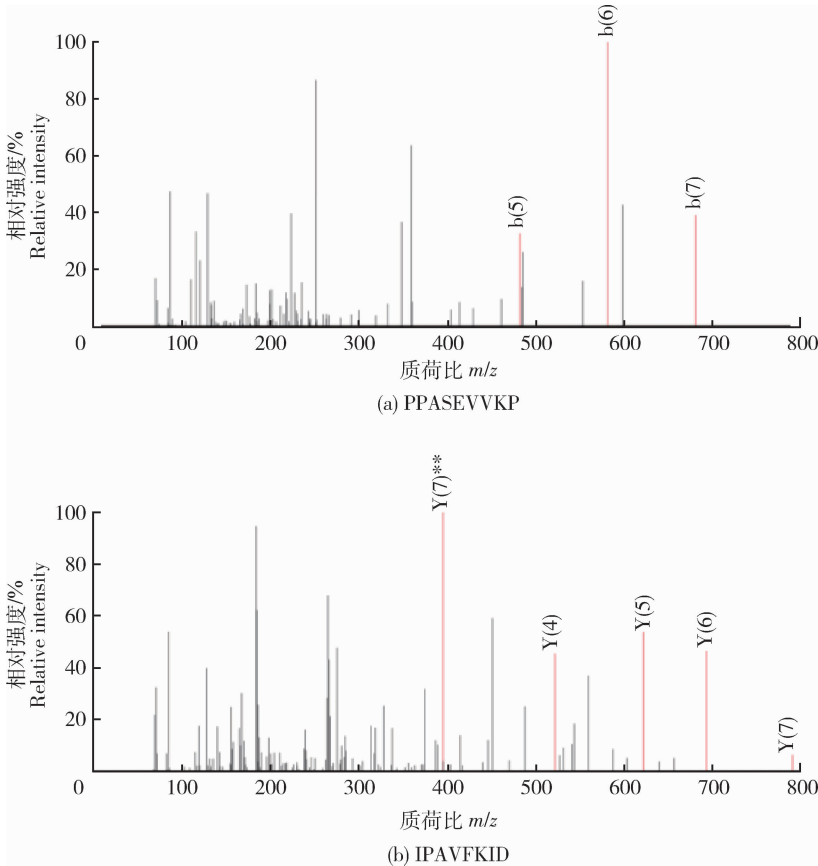 b(6)
100
80
60
40
20
相对强度/%
Relative intensity
b(5)
b(7)
0 100 200 300 400 500 600 700 800
质荷比 m/z
(a) PPASEVVKP
Y(7)**
100
80
60
40
20
相对强度/%
Relative intensity
Y(4)
Y(5)
Y(6)
Y(7)
0 100 200 300 400 500 600 700 800
质荷比 m/z
(b) IPAVFKID